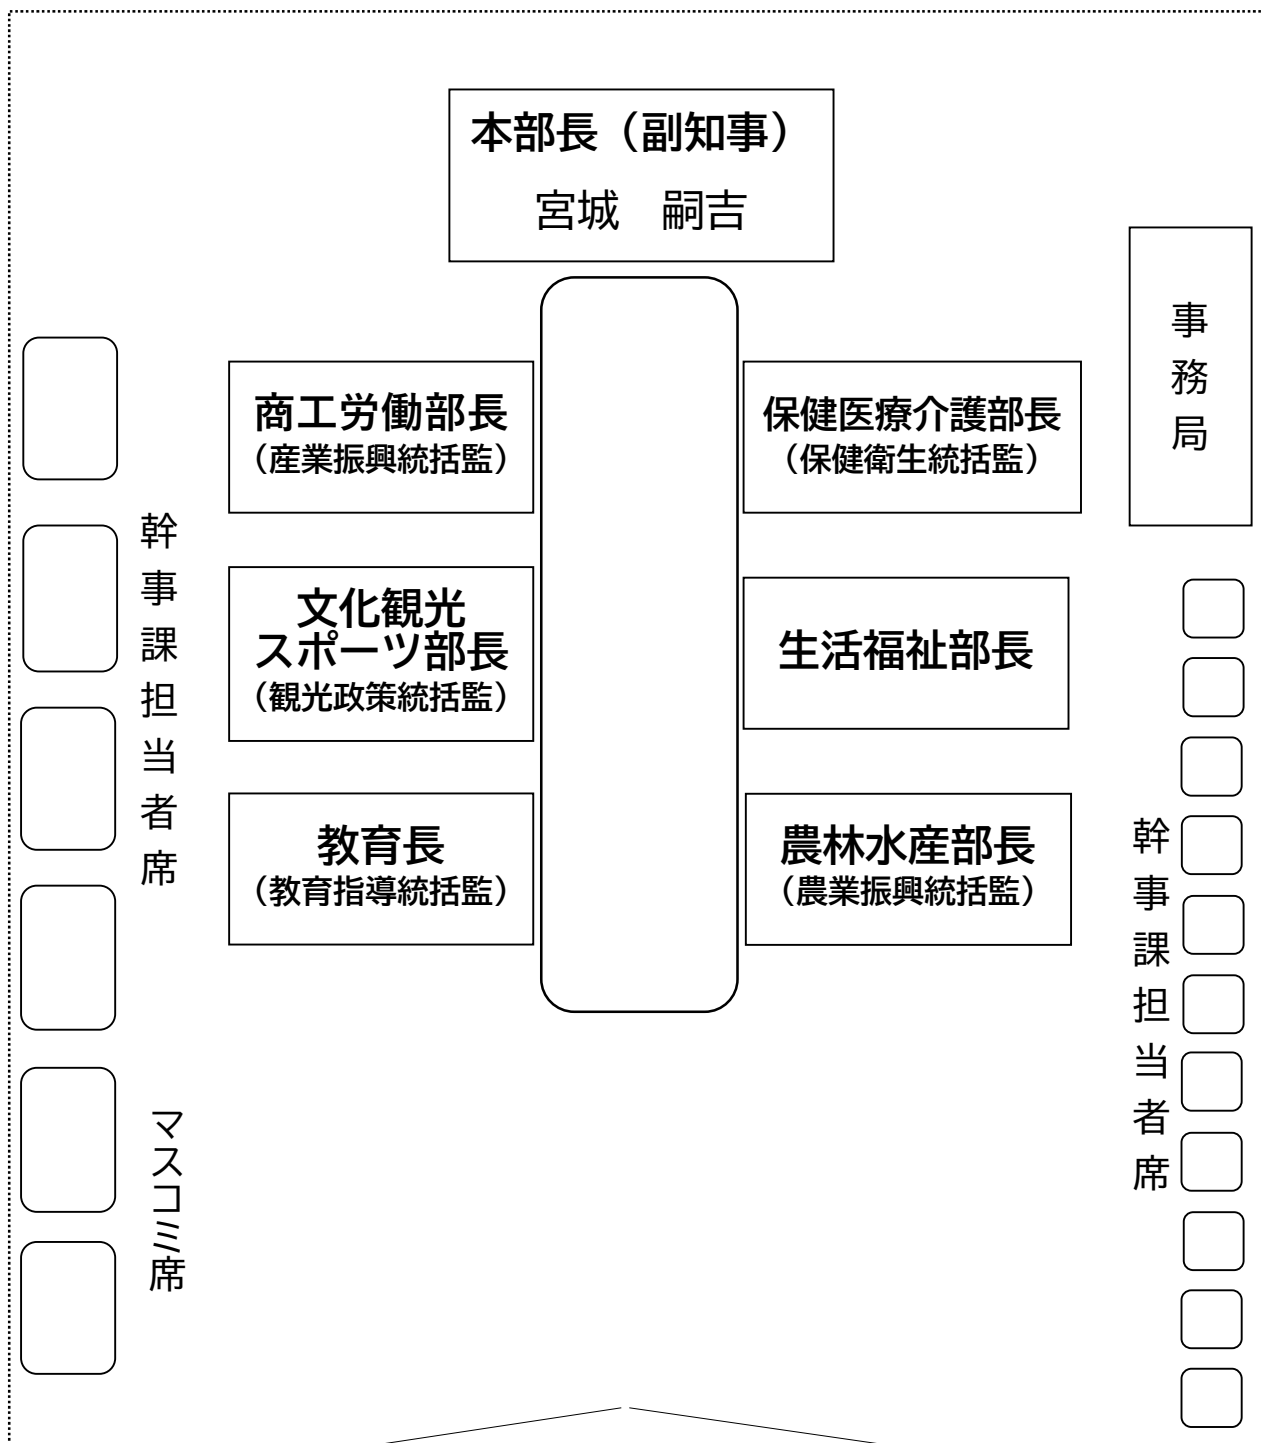 本部長（副知事）
宮城　嗣吉
事務局
商工労働部長
（産業振興統括監）
保健医療介護部長
（保健衛生統括監）
幹事課担当者席
文化観光
スポーツ部長
（観光政策統括監）
生活福祉部長
教育長
（教育指導統括監）
農林水産部長
（農業振興統括監）
幹事課担当者席
マスコミ席